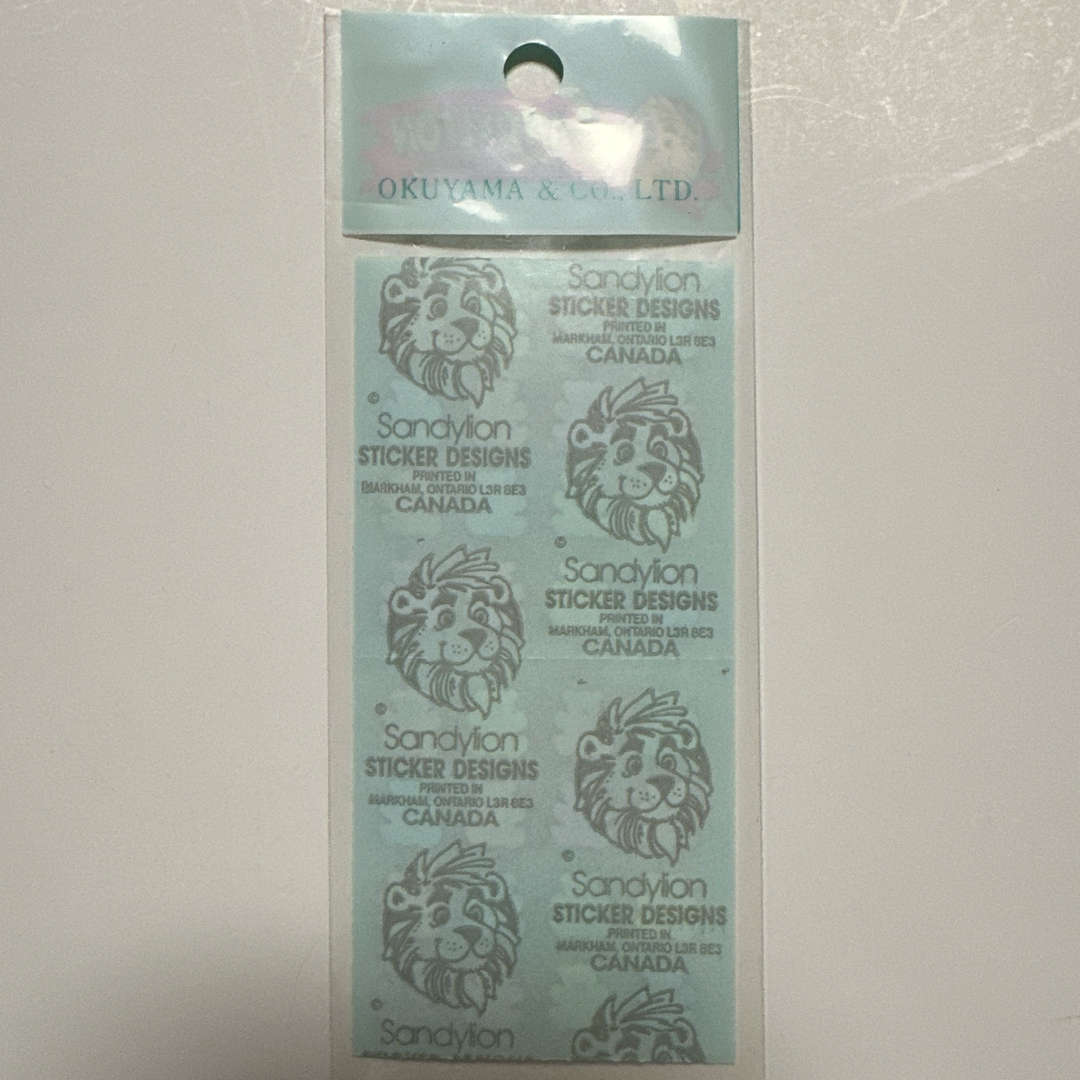 OKUYAMA & CO., LTD.
Sandylion
STICKER DESIGNS
PRINTED IN
MARKHAM, ONTARIO L3R 8E3
CANADA
©
Sandylion
STICKER DESIGNS
PRINTED IN
MARKHAM, ONTARIO L3R 8E3
CANADA
©
Sandylion
STICKER DESIGNS
PRINTED IN
MARKHAM, ONTARIO L3R 8E3
CANADA
©
Sandylion
STICKER DESIGNS
PRINTED IN
MARKHAM, ONTARIO L3R 8E3
CANADA
©
Sandylion
STICKER DESIGNS
PRINTED IN
MARKHAM, ONTARIO L3R 8E3
CANADA
©
Sandylion